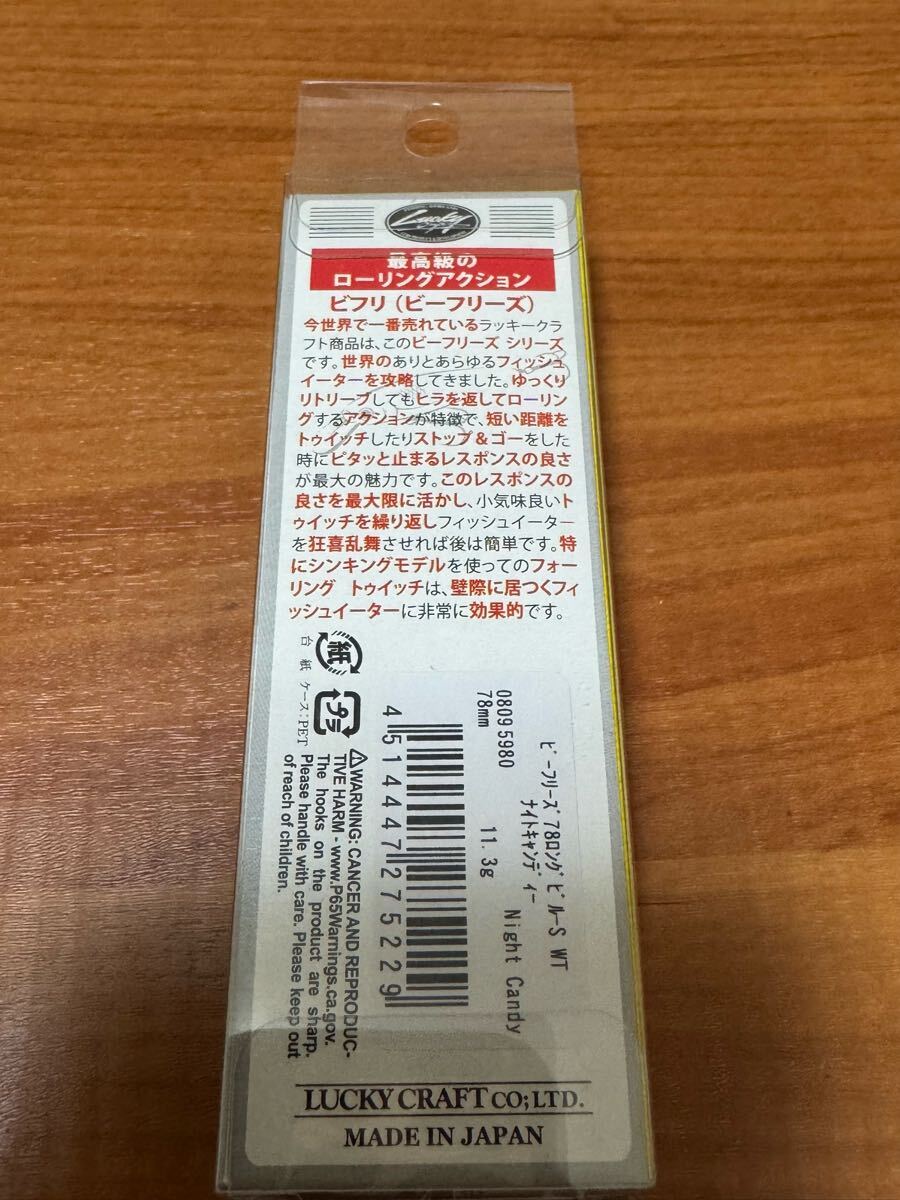 Lucky
最高級の
ローリングアクション
ビフリ（ビーフリーズ）
今世界で一番売れているラッキークラ
フト商品は、このビーフリーズ シリーズ
です。世界のありとあらゆるフィッシュ
イーターを攻略してきました。ゆっくり
リトリーブしてもヒラを返してローリン
グするアクションが特徴で、短い距離を
トゥイッチしたりストップ＆ゴーをした
時にピタッと止まるレスポンスの良さ
が最大の魅力です。このレスポンスの
良さを最大限に活かし、小気味良いト
ゥイッチを繰り返しフィッシュイーター
を狂喜乱舞させれば後は簡単です。特
にシンキングモデルを使ってのフォー
リング トゥイッチは、壁際に居つくフィ
ッシュイーターに非常に効果的です。
紙
台 紙
プラ
ケース：PET
ﾋﾞｰﾌﾘｰｽﾞ78ﾛﾝｸﾞﾋﾞﾙｰS WT
ﾅｲﾄｷｬﾝﾃﾞｨｰ
Night Candy
08095980
78mm
11.3g
4514447275229
⚠WARNING: CANCER AND REPRODUC-
TIVE HARM - www.P65Warnings.ca.gov.
The hooks on the product are sharp.
Please handle with care. Please keep out
of reach of children.
LUCKY CRAFT CO;LTD.
MADE IN JAPAN